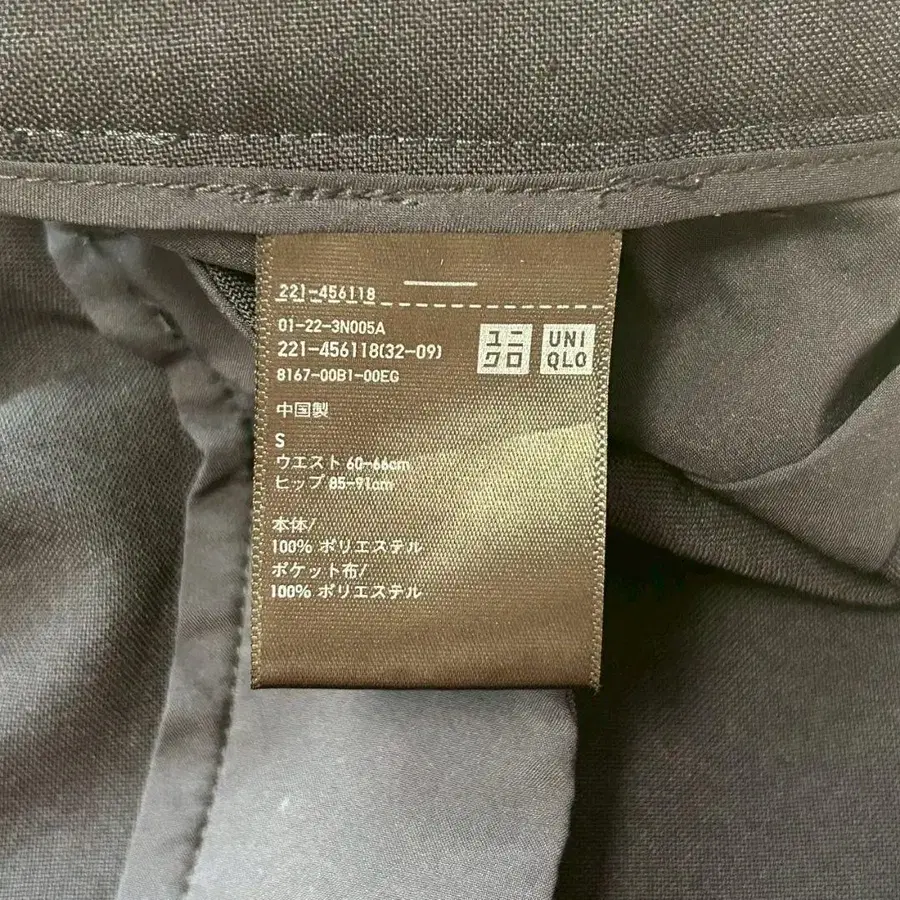 221-456118
01-22-3N005A
221-456118(32-09)
8167-00B1-00EG
ユニ
クロ
UNI
QLO
中国製
S
ウエスト 60-66cm
ヒップ 85-91cm
本体/
100% ポリエステル
ポケット布/
100% ポリエステル